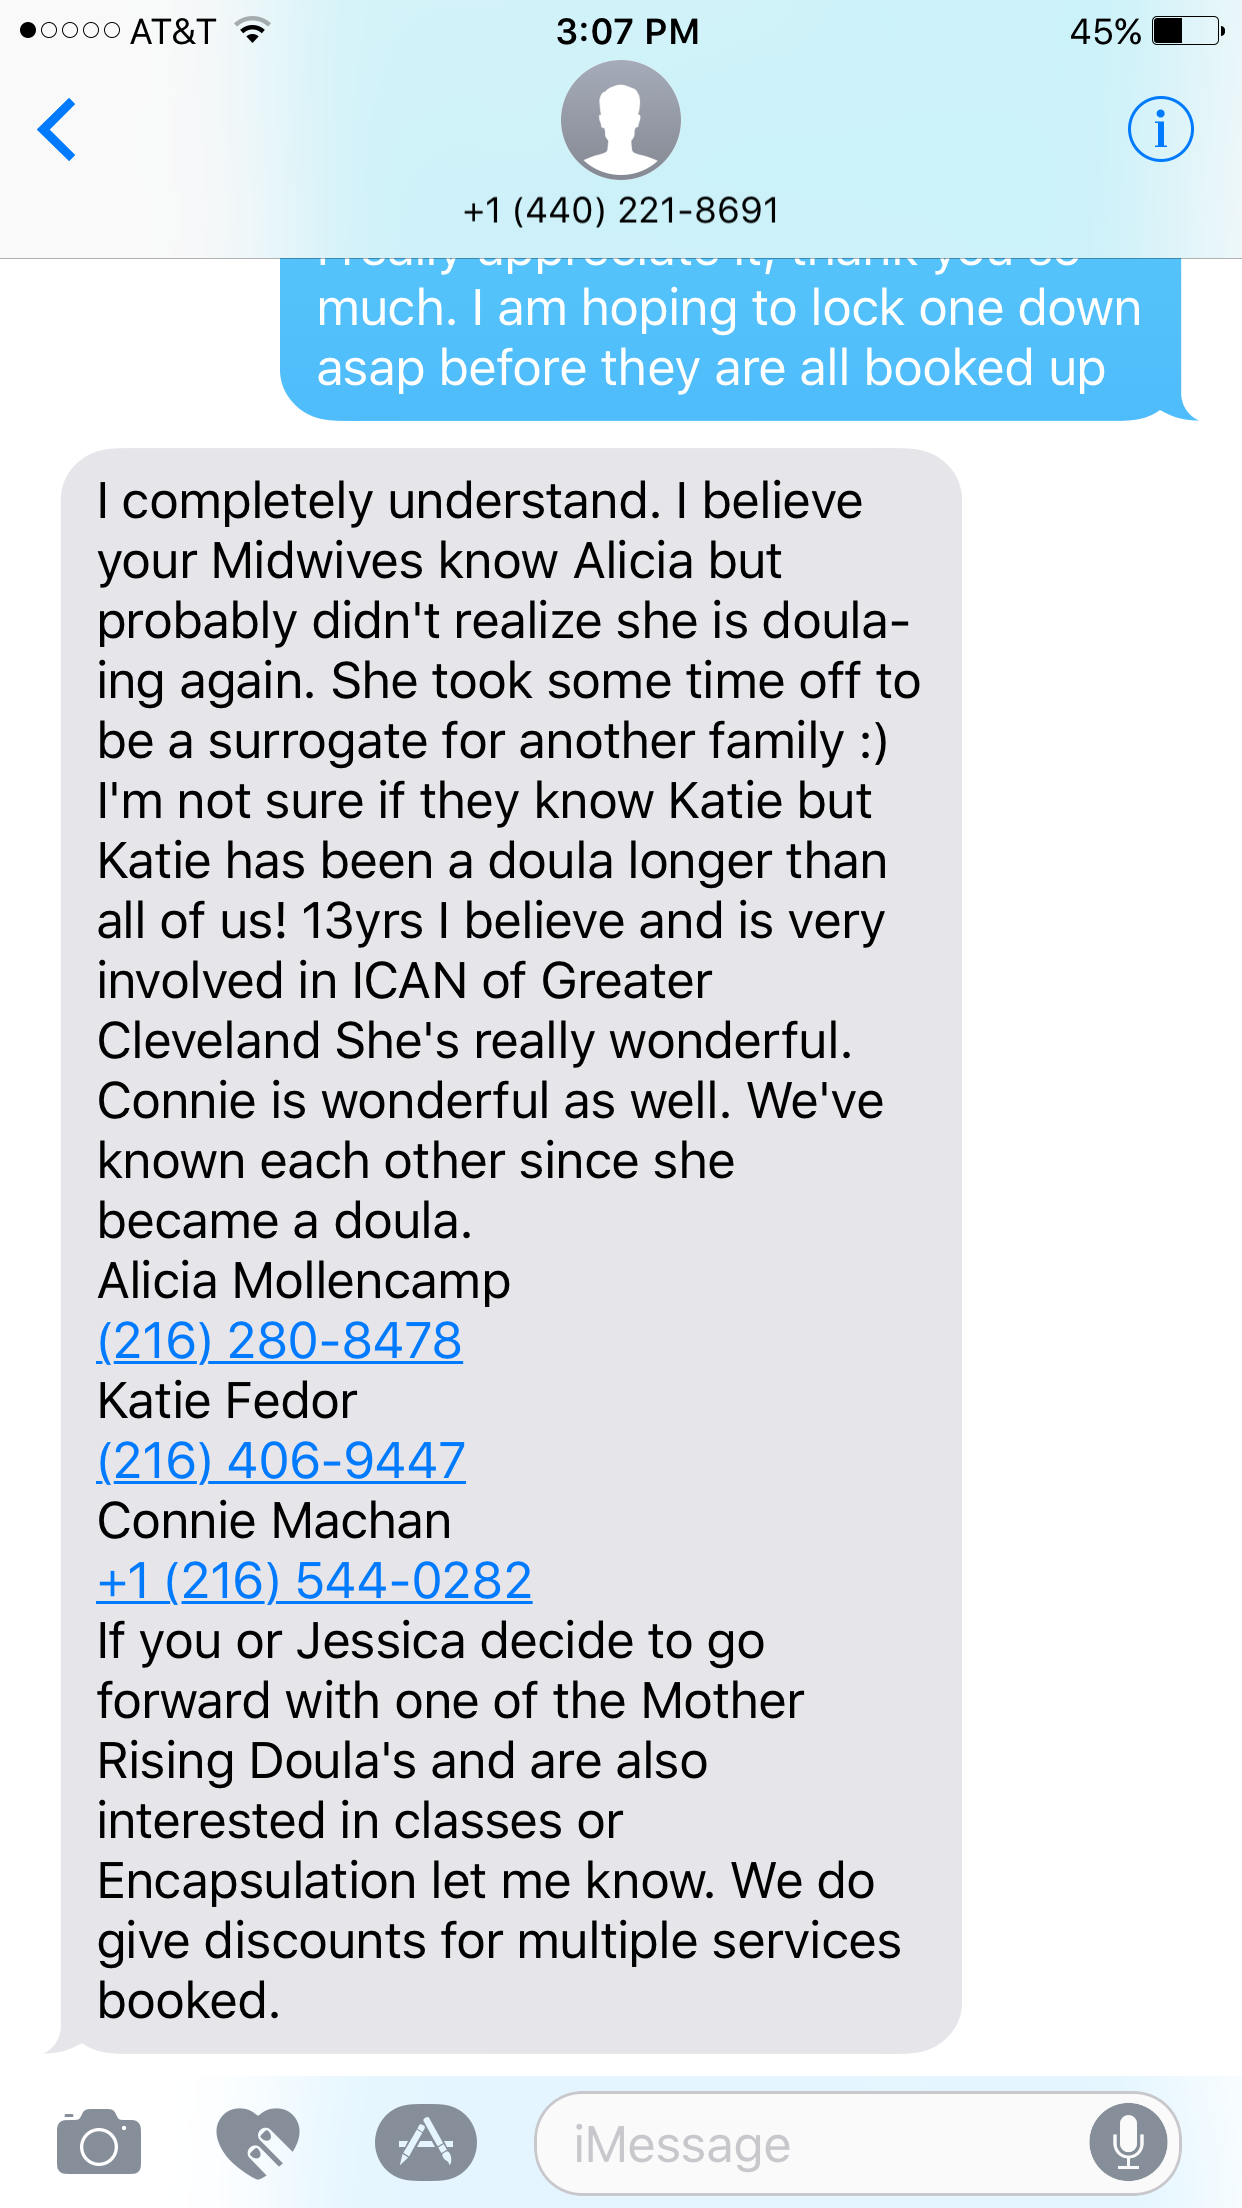 AT&T 3:07 PM 45%
+1 (440) 221-8691
I really appreciate it, thank you so
much. I am hoping to lock one down
asap before they are all booked up
I completely understand. I believe
your Midwives know Alicia but
probably didn't realize she is doula-
ing again. She took some time off to
be a surrogate for another family :)
I'm not sure if they know Katie but
Katie has been a doula longer than
all of us! 13yrs I believe and is very
involved in ICAN of Greater
Cleveland She's really wonderful.
Connie is wonderful as well. We've
known each other since she
became a doula.
Alicia Mollencamp
(216) 280-8478
Katie Fedor
(216) 406-9447
Connie Machan
+1 (216) 544-0282
If you or Jessica decide to go
forward with one of the Mother
Rising Doula's and are also
interested in classes or
Encapsulation let me know. We do
give discounts for multiple services
booked.
iMessage